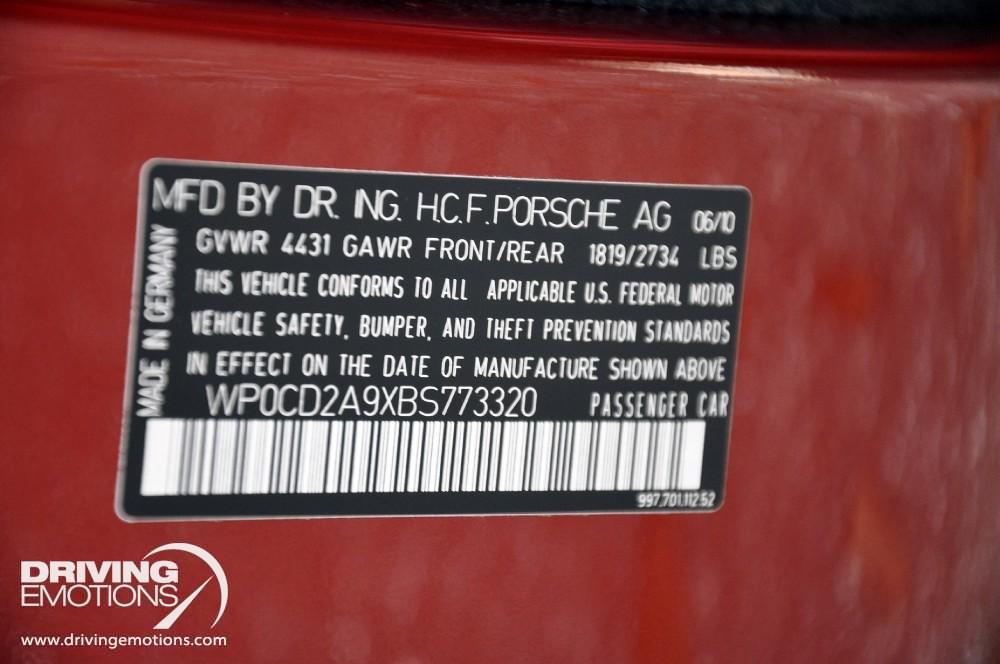 MFD BY DR. ING. H.C.F. PORSCHE AG 06/10
GVWR 4431 GAWR FRONT/REAR 1819/2734 LBS
THIS VEHICLE CONFORMS TO ALL APPLICABLE U.S. FEDERAL MOTOR
VEHICLE SAFETY, BUMPER, AND THEFT PREVENTION STANDARDS
IN EFFECT ON THE DATE OF MANUFACTURE SHOWN ABOVE
WP0CD2A9XBS773320 PASSENGER CAR
MADE IN GERMANY
997.701.112.52
DRIVING
EMOTIONS
www.drivingemotions.com